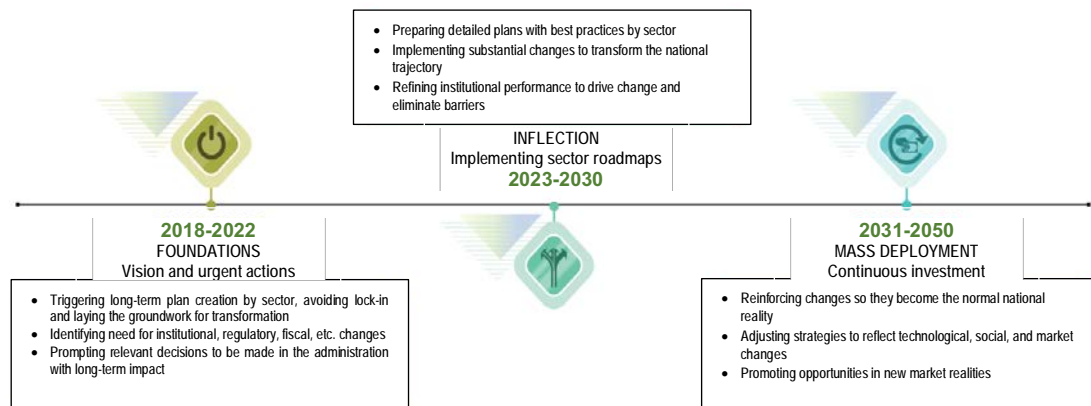 • Preparing detailed plans with best practices by sector
• Implementing substantial changes to transform the national
trajectory
• Refining institutional performance to drive change and
eliminate barriers
INFLECTION
Implementing sector roadmaps
2023-2030
2018-2022
FOUNDATIONS
Vision and urgent actions
• Triggering long-term plan creation by sector, avoiding lock-in
and laying the groundwork for transformation
• Identifying need for institutional, regulatory, fiscal, etc. changes
• Prompting relevant decisions to be made in the administration
with long-term impact
2031-2050
MASS DEPLOYMENT
Continuous investment
• Reinforcing changes so they become the normal national
reality
• Adjusting strategies to reflect technological, social, and market
changes
• Promoting opportunities in new market realities